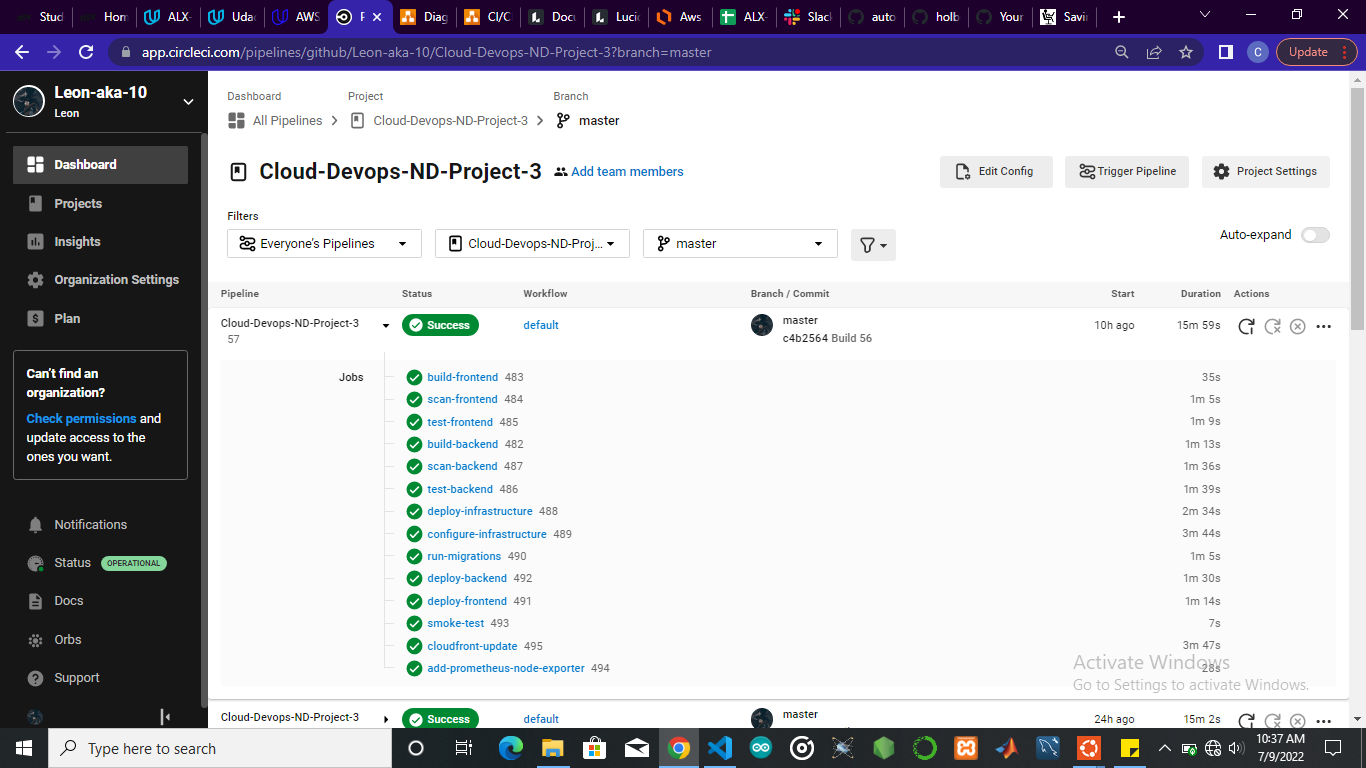 Stud
Hom
ALX-
Udac
AWS
Diag
CI/C
Docu
Lucid
Aws
ALX-
Slack
auto
holb
Your
Savin
app.circleci.com/pipelines/github/Leon-aka-10/Cloud-Devops-ND-Project-3?branch=master
C
Update
Leon-aka-10
Leon
Dashboard
Projects
Insights
Organization Settings
Plan
Can't find an
organization?
Check permissions and
update access to the
ones you want.
Notifications
Status OPERATIONAL
Docs
Orbs
Support
Dashboard Project Branch
All Pipelines Cloud-Devops-ND-Project-3 master
Cloud-Devops-ND-Project-3 Add team members
Edit Config Trigger Pipeline Project Settings
Filters
Everyone's Pipelines Cloud-Devops-ND-Proj... master
Auto-expand
Pipeline Status Workflow Branch / Commit Start Duration Actions
Cloud-Devops-ND-Project-3 Success default master 10h ago 15m 59s
57 c4b2564 Build 56
Jobs build-frontend 483 35s
scan-frontend 484 1m 5s
test-frontend 485 1m 9s
build-backend 482 1m 13s
scan-backend 487 1m 36s
test-backend 486 1m 39s
deploy-infrastructure 488 2m 34s
configure-infrastructure 489 3m 44s
run-migrations 490 1m 5s
deploy-backend 492 1m 30s
deploy-frontend 491 1m 14s
smoke-test 493 7s
cloudfront-update 495 3m 47s
add-prometheus-node-exporter 494 28s
Activate Windows
Go to Settings to activate Windows.
Cloud-Devops-ND-Project-3 Success default master 24h ago 15m 2s
Type here to search
10:37 AM
7/9/2022